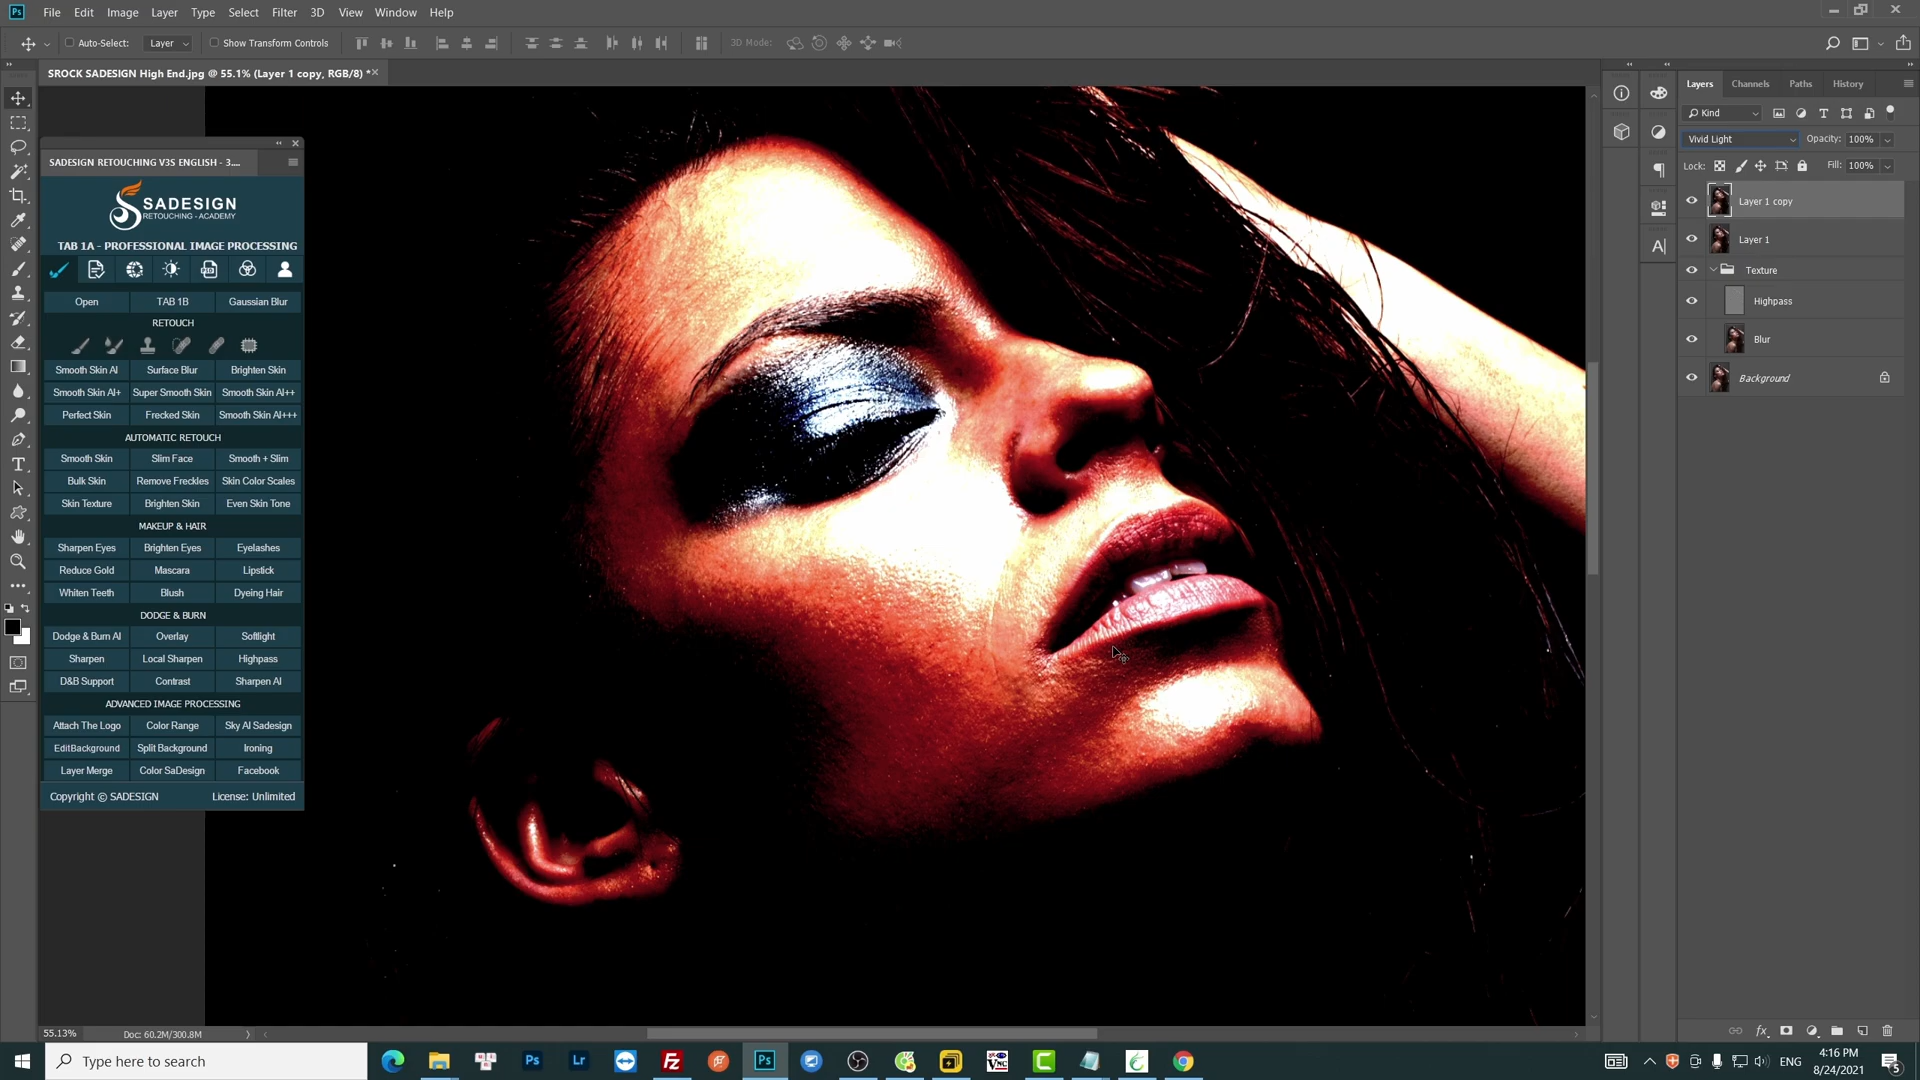 File Edit Image Layer Type Select Filter 3D View Window Help
Auto-Select: Layer Show Transform Controls 3D Mode:
SROCK SADESIGN High End.jpg @ 55.1% (Layer 1 copy, RGB/8) *
SADESIGN RETOUCHING V3S ENGLISH - 3....
SADESIGN
RETOUCHING - ACADEMY
TAB 1A - PROFESSIONAL IMAGE PROCESSING
Open TAB 1B Gaussian Blur
RETOUCH
Smooth Skin AI Surface Blur Brighten Skin
Smooth Skin AI+ Super Smooth Skin Smooth Skin AI++
Perfect Skin Frecked Skin Smooth Skin AI+++
AUTOMATIC RETOUCH
Smooth Skin Slim Face Smooth + Slim
Bulk Skin Remove Freckles Skin Color Scales
Skin Texture Brighten Skin Even Skin Tone
MAKEUP & HAIR
Sharpen Eyes Brighten Eyes Eyelashes
Reduce Gold Mascara Lipstick
Whiten Teeth Blush Dyeing Hair
DODGE & BURN
Dodge & Burn AI Overlay Softlight
Sharpen Local Sharpen Highpass
D&B Support Contrast Sharpen AI
ADVANCED IMAGE PROCESSING
Attach The Logo Color Range Sky AI Sadesign
EditBackground Split Background Ironing
Layer Merge Color SaDesign Facebook
Copyright © SADESIGN License: Unlimited
Layers Channels Paths History
Kind
Vivid Light Opacity: 100%
Lock: Fill: 100%
Layer 1 copy
Layer 1
Texture
Highpass
Blur
Background
55.13% Doc: 60.2M/300.8M
Type here to search
ENG
4:16 PM
8/24/2021
5